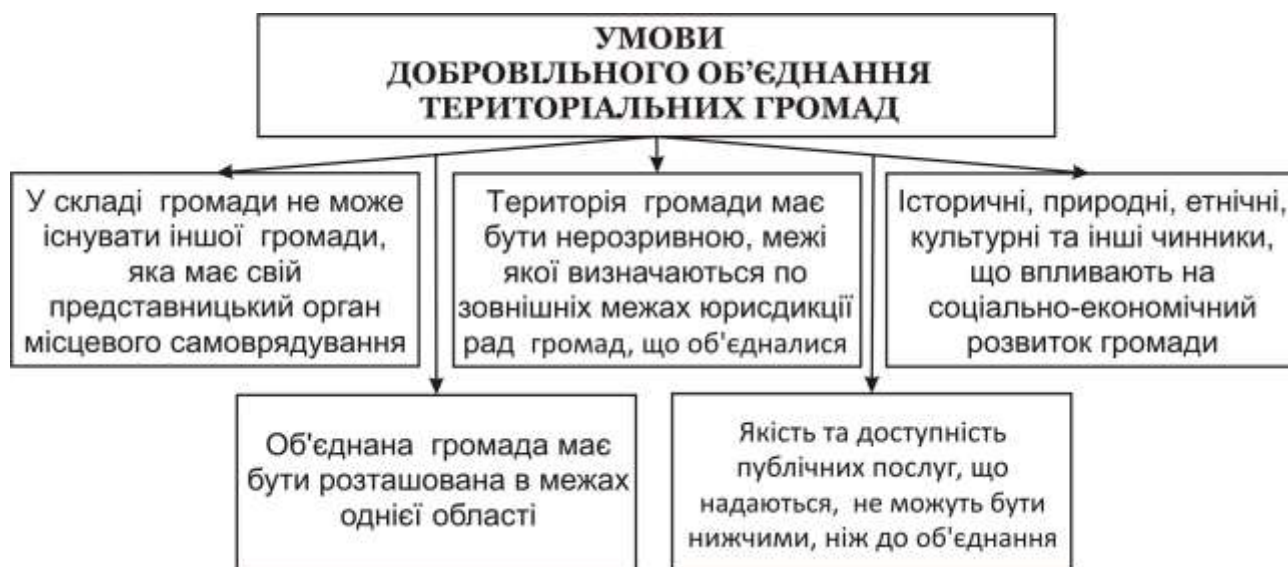 УМОВИ
ДОБРОВІЛЬНОГО ОБ’ЄДНАННЯ
ТЕРИТОРІАЛЬНИХ ГРОМАД
У складі громади не може
існувати іншої громади,
яка має свій
представницький орган
місцевого самоврядування
Територія громади має
бути нерозривною, межі
якої визначаються по
зовнішніх межах юрисдикції
рад громад, що об'єдналися
Історичні, природні, етнічні,
культурні та інші чинники,
що впливають на
соціально-економічний
розвиток громади
Об'єднана громада має
бути розташована в межах
однієї області
Якість та доступність
публічних послуг, що
надаються, не можуть бути
нижчими, ніж до об'єднання